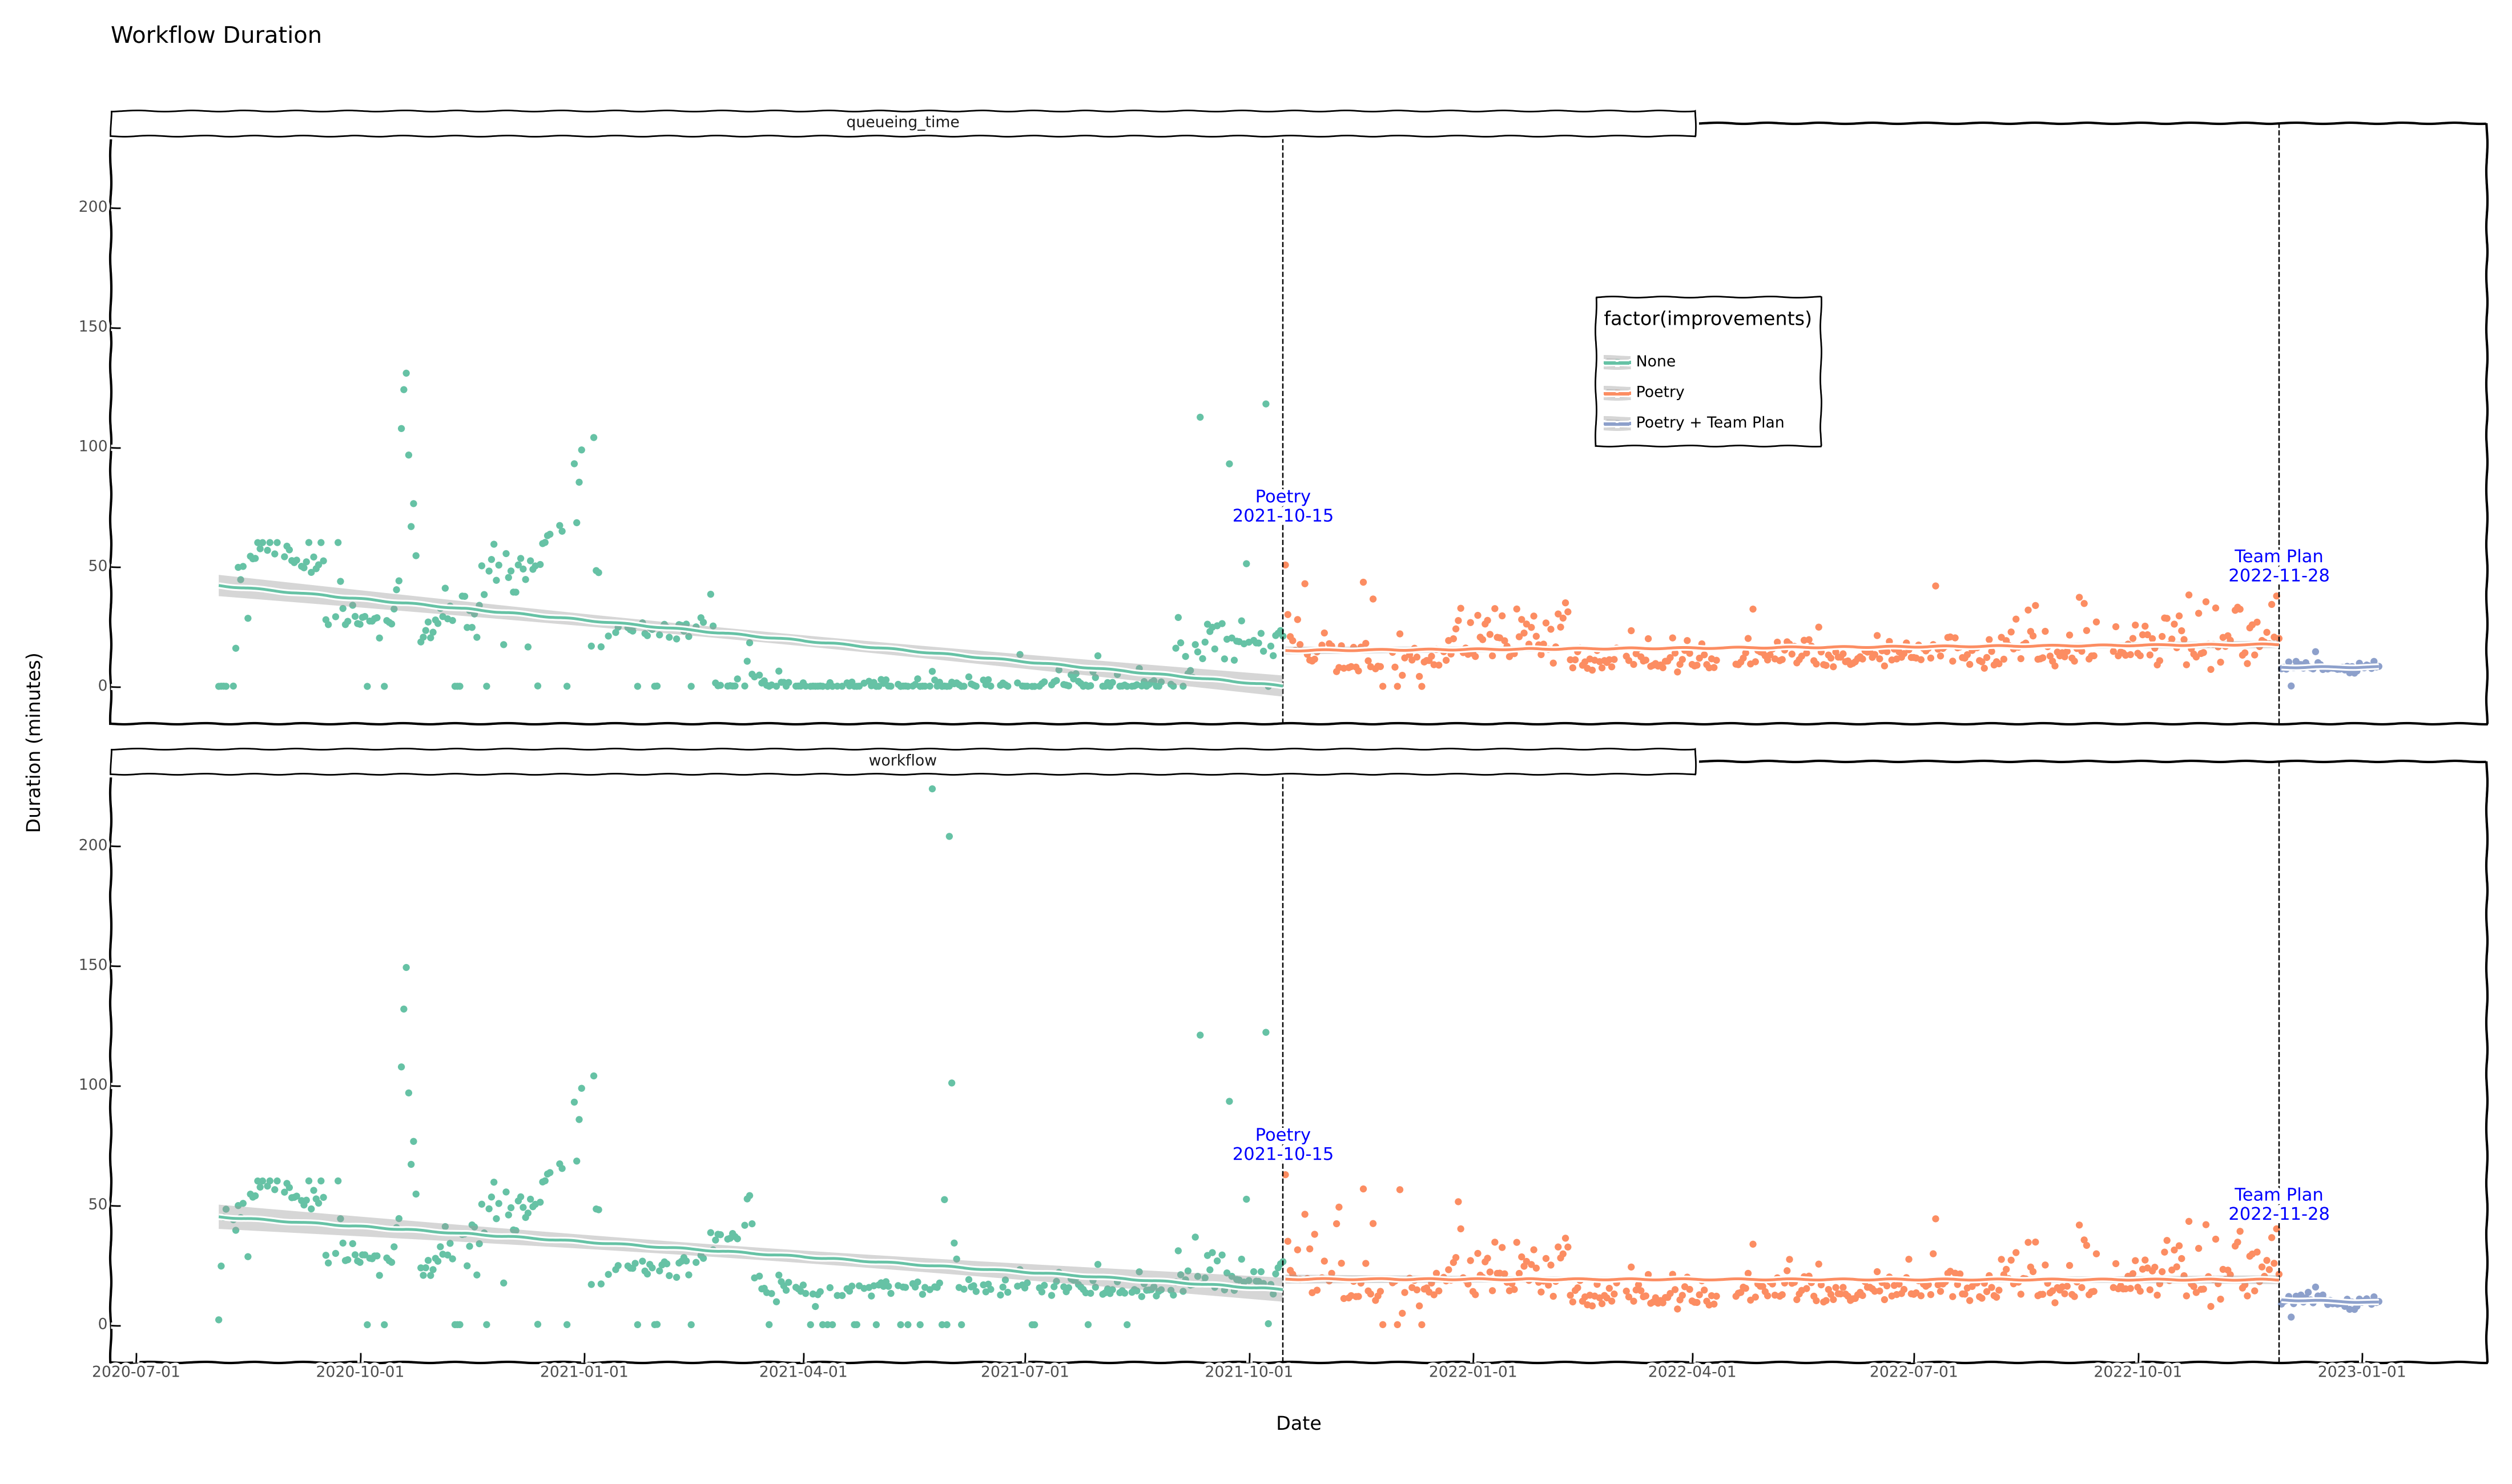 Workflow Duration
queueing_time
200
150
100
50
0
factor(improvements)
None
Poetry
Poetry + Team Plan
Poetry
2021-10-15
Team Plan
2022-11-28
Duration (minutes)
workflow
200
150
100
50
0
Poetry
2021-10-15
Team Plan
2022-11-28
2020-07-01
2020-10-01
2021-01-01
2021-04-01
2021-07-01
2021-10-01
2022-01-01
2022-04-01
2022-07-01
2022-10-01
2023-01-01
Date